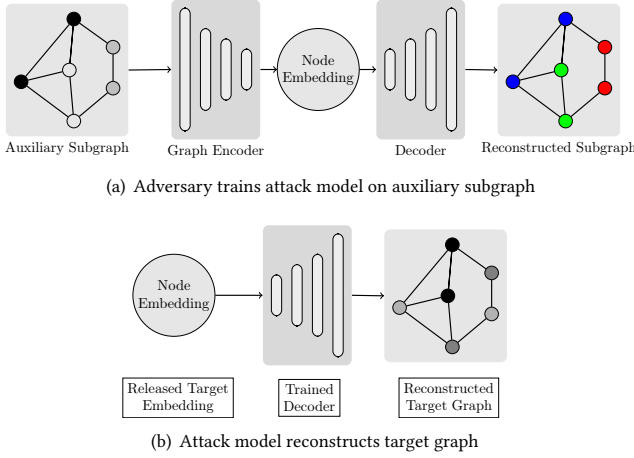 Node
Embedding
Auxiliary Subgraph
Graph Encoder
Decoder
Reconstructed Subgraph
(a) Adversary trains attack model on auxiliary subgraph
Node
Embedding
Released Target
Embedding
Trained
Decoder
Reconstructed
Target Graph
(b) Attack model reconstructs target graph